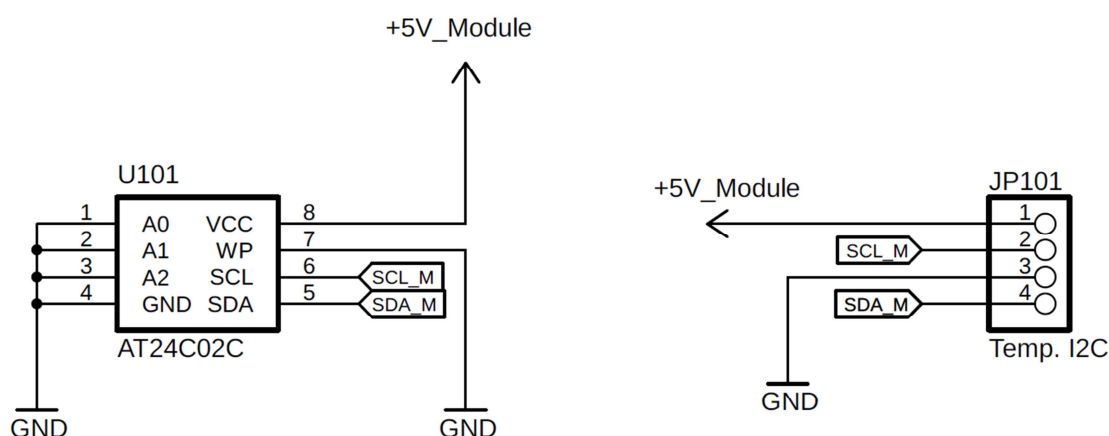 +5V_Module
U101
1 A0 VCC 8
2 A1 WP 7
3 A2 SCL 6 SCL_M
4 GND SDA 5 SDA_M
AT24C02C
GND
GND
+5V_Module
JP101
1
SCL_M 2
3
SDA_M 4
Temp. I2C
GND